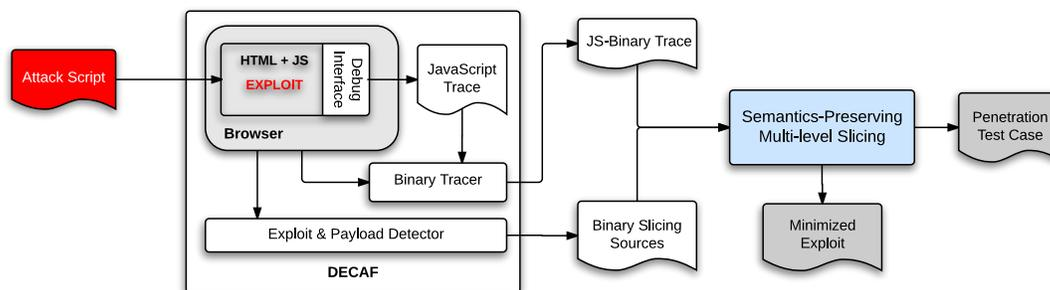 Attack Script
HTML + JS
EXPLOIT
Debug
Interface
Browser
JavaScript
Trace
Binary Tracer
Exploit & Payload Detector
DECAF
JS-Binary Trace
Binary Slicing
Sources
Semantics-Preserving
Multi-level Slicing
Penetration
Test Case
Minimized
Exploit